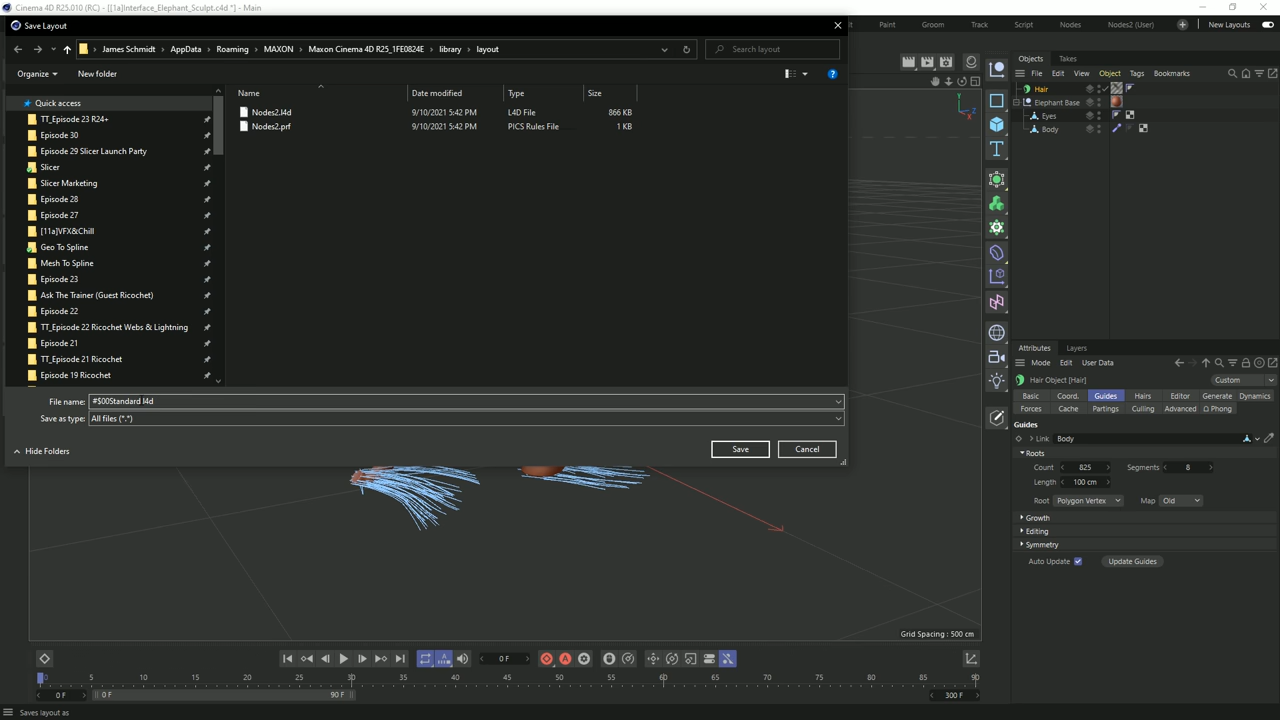 Cinema 4D R25.010 (RC) - [[1a]Interface_Elephant_Sculpt.c4d *] - Main
Paint Groom Track Script Nodes Nodes2 (User) New Layouts
Save Layout
James Schmidt > AppData > Roaming > MAXON > Maxon Cinema 4D R25_1FE0824E > library > layout
Search layout
Organize New folder
Quick access
TT_Episode 23 R24+
Episode 30
Episode 29 Slicer Launch Party
Slicer
Slicer Marketing
Episode 28
Episode 27
[11a]VFX&Chill
Geo To Spline
Mesh To Spline
Episode 23
Ask The Trainer (Guest Ricochet)
Episode 22
TT_Episode 22 Ricochet Webs & Lightning
Episode 21
TT_Episode 21 Ricochet
Episode 19 Ricochet
Name Date modified Type Size
Nodes2.l4d 9/10/2021 5:42 PM L4D File 866 KB
Nodes2.prf 9/10/2021 5:42 PM PICS Rules File 1 KB
File name: #$00Standard l4d
Save as type: All files (*.*)
Hide Folders Save Cancel
Y
Z
X
Objects Takes
File Edit View Object Tags Bookmarks
Hair
Elephant Base
Eyes
Body
Attributes Layers
Mode Edit User Data
Hair Object [Hair] Custom
Basic Coord. Guides Hairs Editor Generate Dynamics
Forces Cache Partings Culling Advanced Phong
Guides
Link Body
Roots
Count 825 Segments 8
Length 100 cm
Root Polygon Vertex Map Old
Growth
Editing
Symmetry
Auto Update Update Guides
Grid Spacing : 500 cm
0 F
0 5 10 15 20 25 30 35 40 45 50 55 60 65 70 75 80 85 90
0 F 0 F 90 F 300 F
Saves layout as